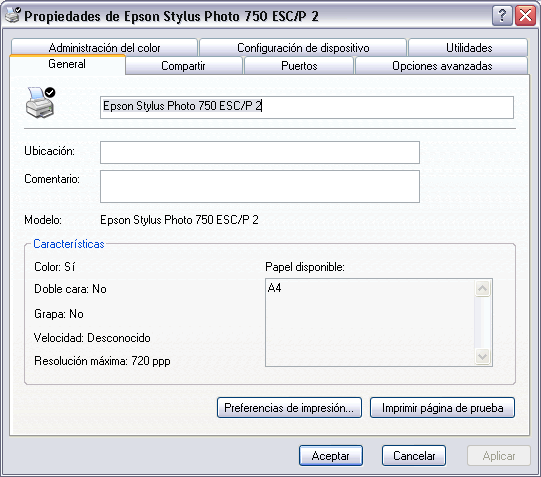 Propiedades de Epson Stylus Photo 750 ESC/P 2
Administración del color
Configuración de dispositivo
Utilidades
General
Compartir
Puertos
Opciones avanzadas
Epson Stylus Photo 750 ESC/P 2
Ubicación:
Comentario:
Modelo: Epson Stylus Photo 750 ESC/P 2
Características
Color: Sí
Papel disponible:
Doble cara: No
A4
Grapa: No
Velocidad: Desconocido
Resolución máxima: 720 ppp
Preferencias de impresión...
Imprimir página de prueba
Aceptar
Cancelar
Aplicar